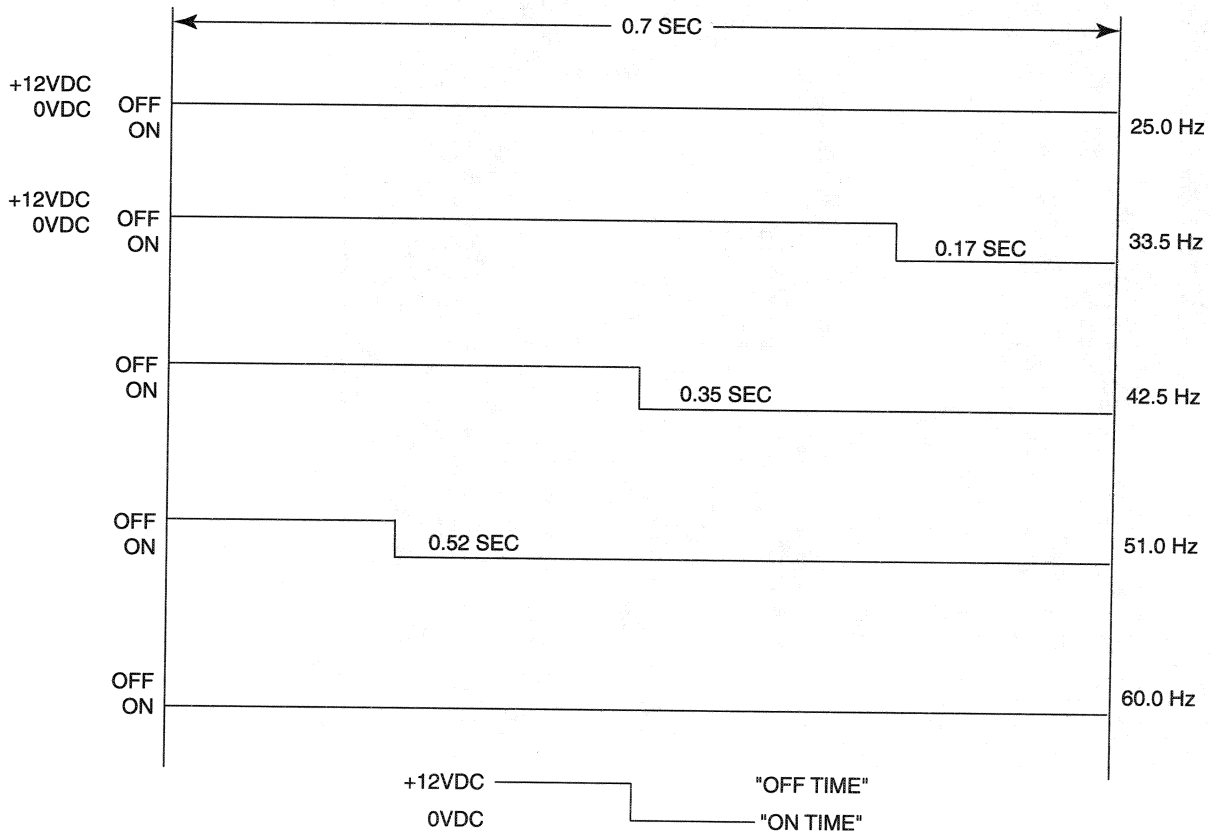 0.7 SEC
+12VDC
0VDC
OFF
ON
25.0 Hz
+12VDC
0VDC
OFF
ON
0.17 SEC
33.5 Hz
OFF
ON
0.35 SEC
42.5 Hz
OFF
ON
0.52 SEC
51.0 Hz
OFF
ON
60.0 Hz
+12VDC
"OFF TIME"
0VDC
"ON TIME"